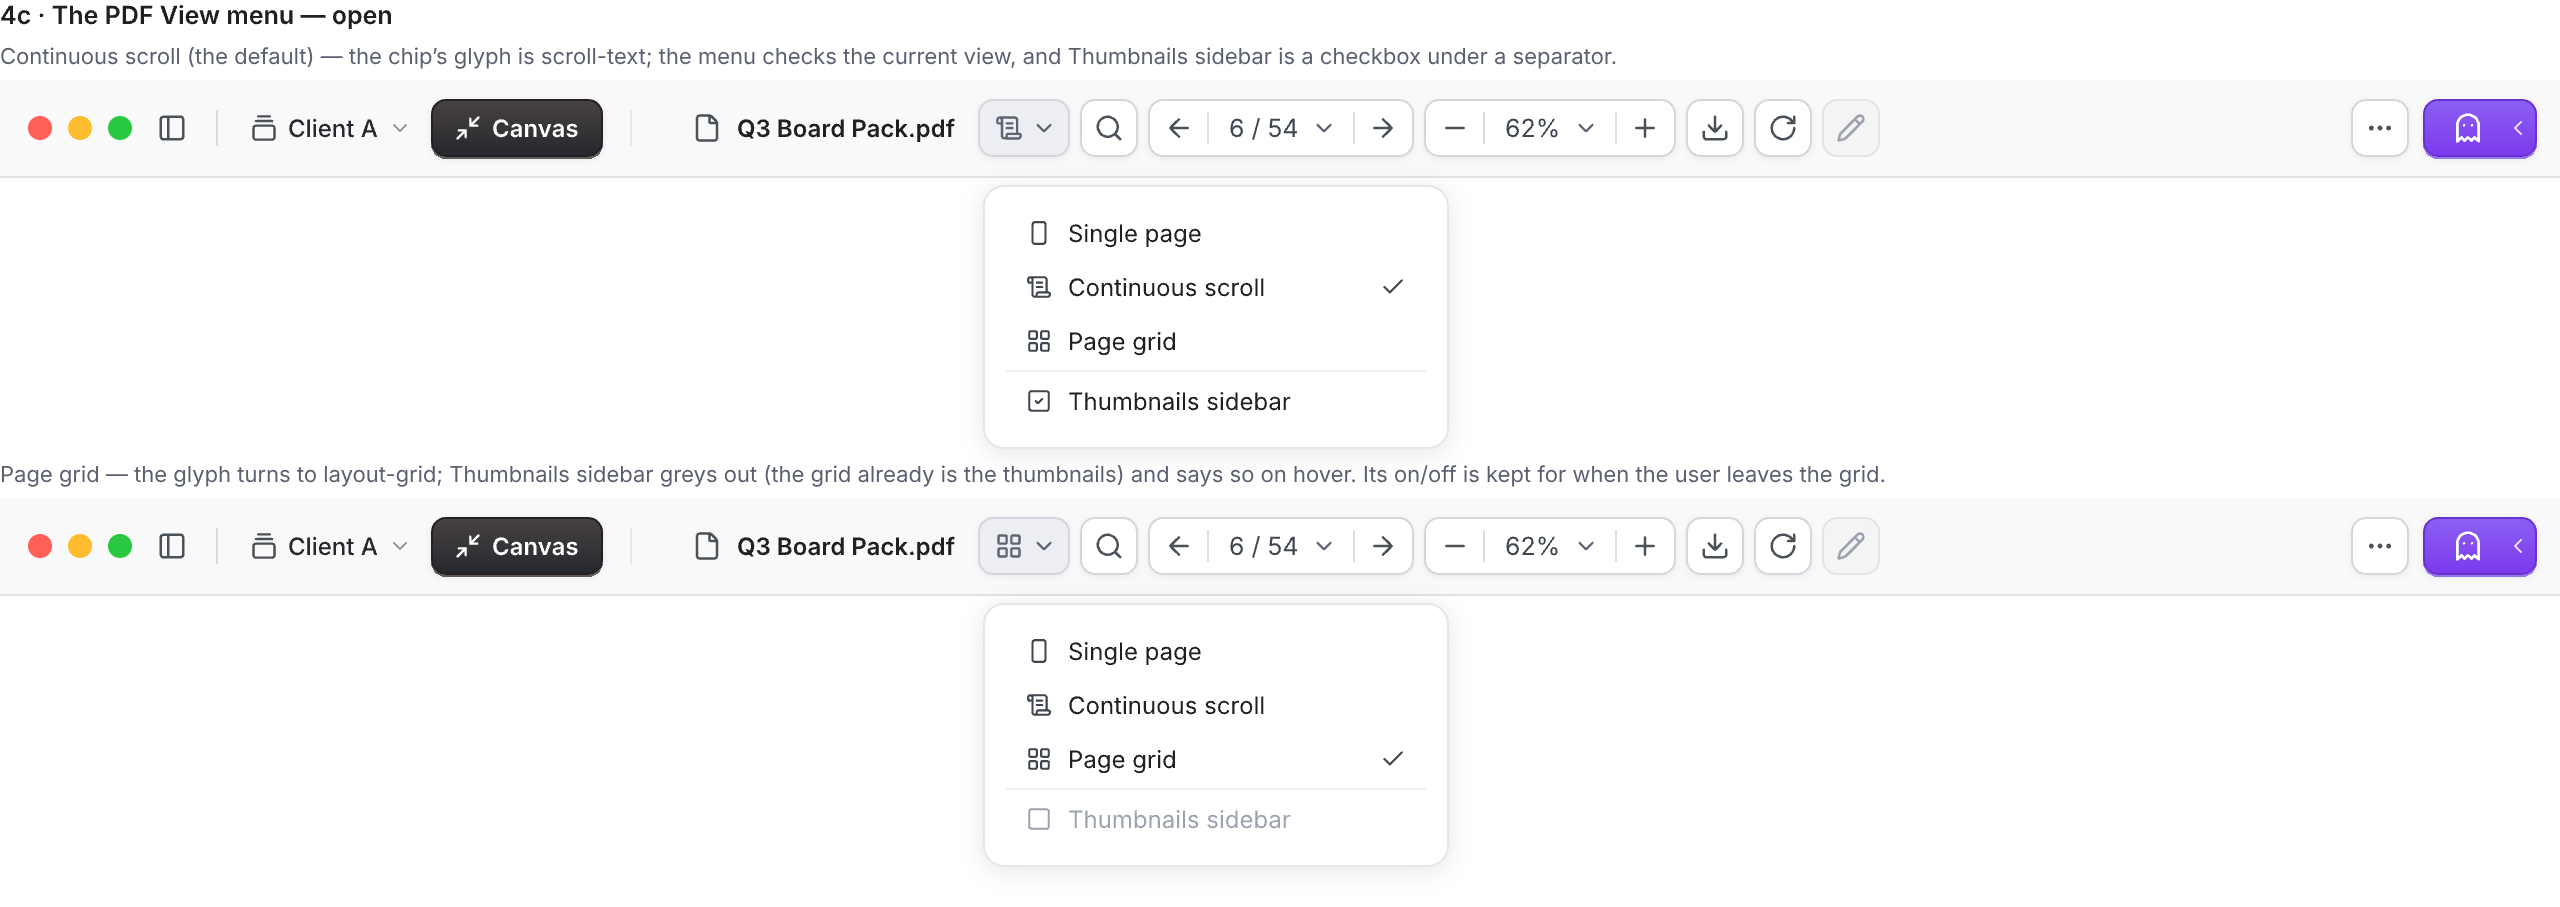 4c · The PDF View menu — open
Continuous scroll (the default) — the chip’s glyph is scroll-text; the menu checks the current view, and Thumbnails sidebar is a checkbox under a separator.
Client A Canvas Q3 Board Pack.pdf 6 / 54 62%
Single page
Continuous scroll
Page grid
Thumbnails sidebar
Page grid — the glyph turns to layout-grid; Thumbnails sidebar greys out (the grid already is the thumbnails) and says so on hover. Its on/off is kept for when the user leaves the grid.
Client A Canvas Q3 Board Pack.pdf 6 / 54 62%
Single page
Continuous scroll
Page grid
Thumbnails sidebar